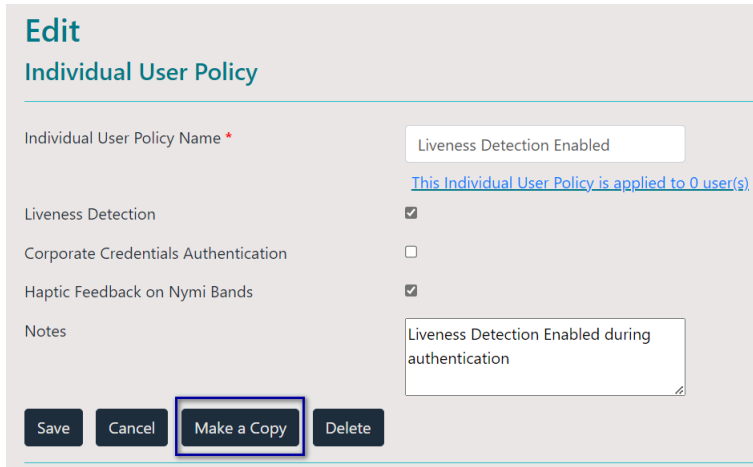 Edit
Individual User Policy
Individual User Policy Name *
Liveness Detection Enabled
This Individual User Policy is applied to 0 user(s)
Liveness Detection
Corporate Credentials Authentication
Haptic Feedback on Nymi Bands
Notes
Liveness Detection Enabled during
authentication
Save Cancel Make a Copy Delete